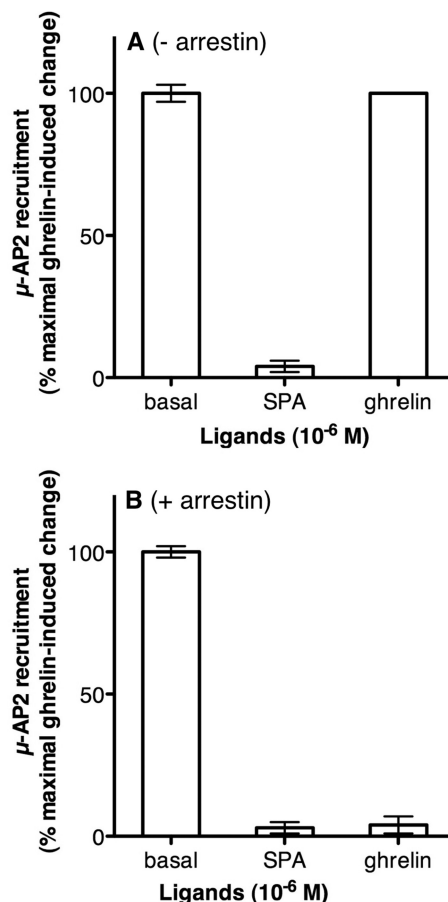 A (- arrestin)
μ-AP2 recruitment
(% maximal ghrelin-induced change)
100
50
0
basal SPA ghrelin
Ligands (10⁻⁶ M)
B (+ arrestin)
μ-AP2 recruitment
(% maximal ghrelin-induced change)
100
50
0
basal SPA ghrelin
Ligands (10⁻⁶ M)